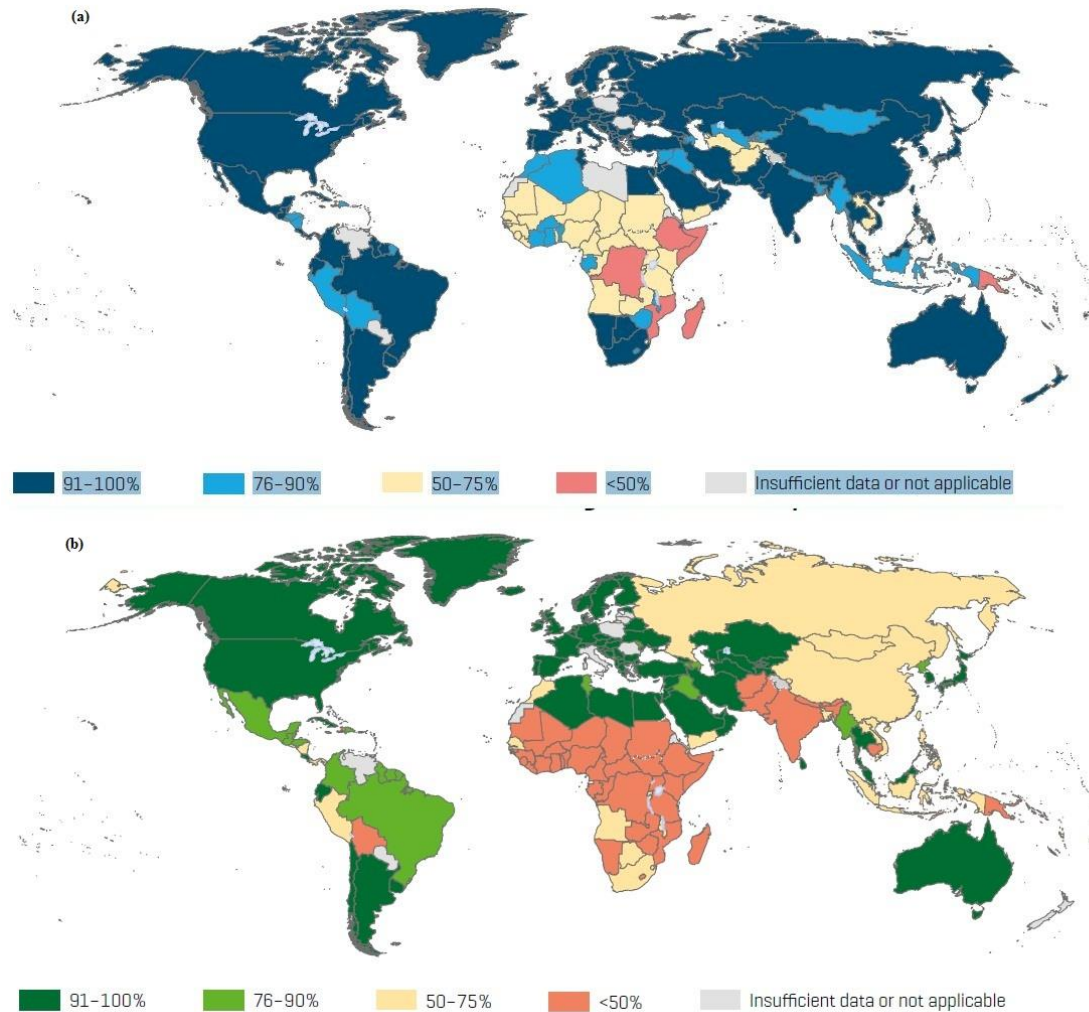 (a)
91–100% 76–90% 50–75% <50% Insufficient data or not applicable
(b)
91–100% 76–90% 50–75% <50% Insufficient data or not applicable